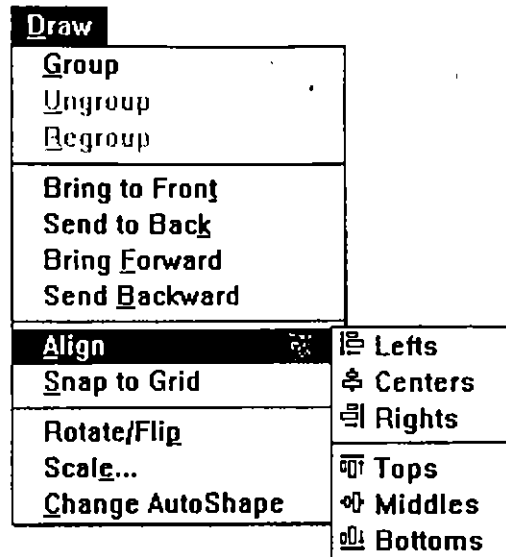 Draw
Group
Ungroup
Regroup
Bring to Front
Send to Back
Bring Forward
Send Backward
Align
Snap to Grid
Rotate/Flip
Scale...
Change AutoShape
Lefts
Centers
Rights
Tops
Middles
Bottoms